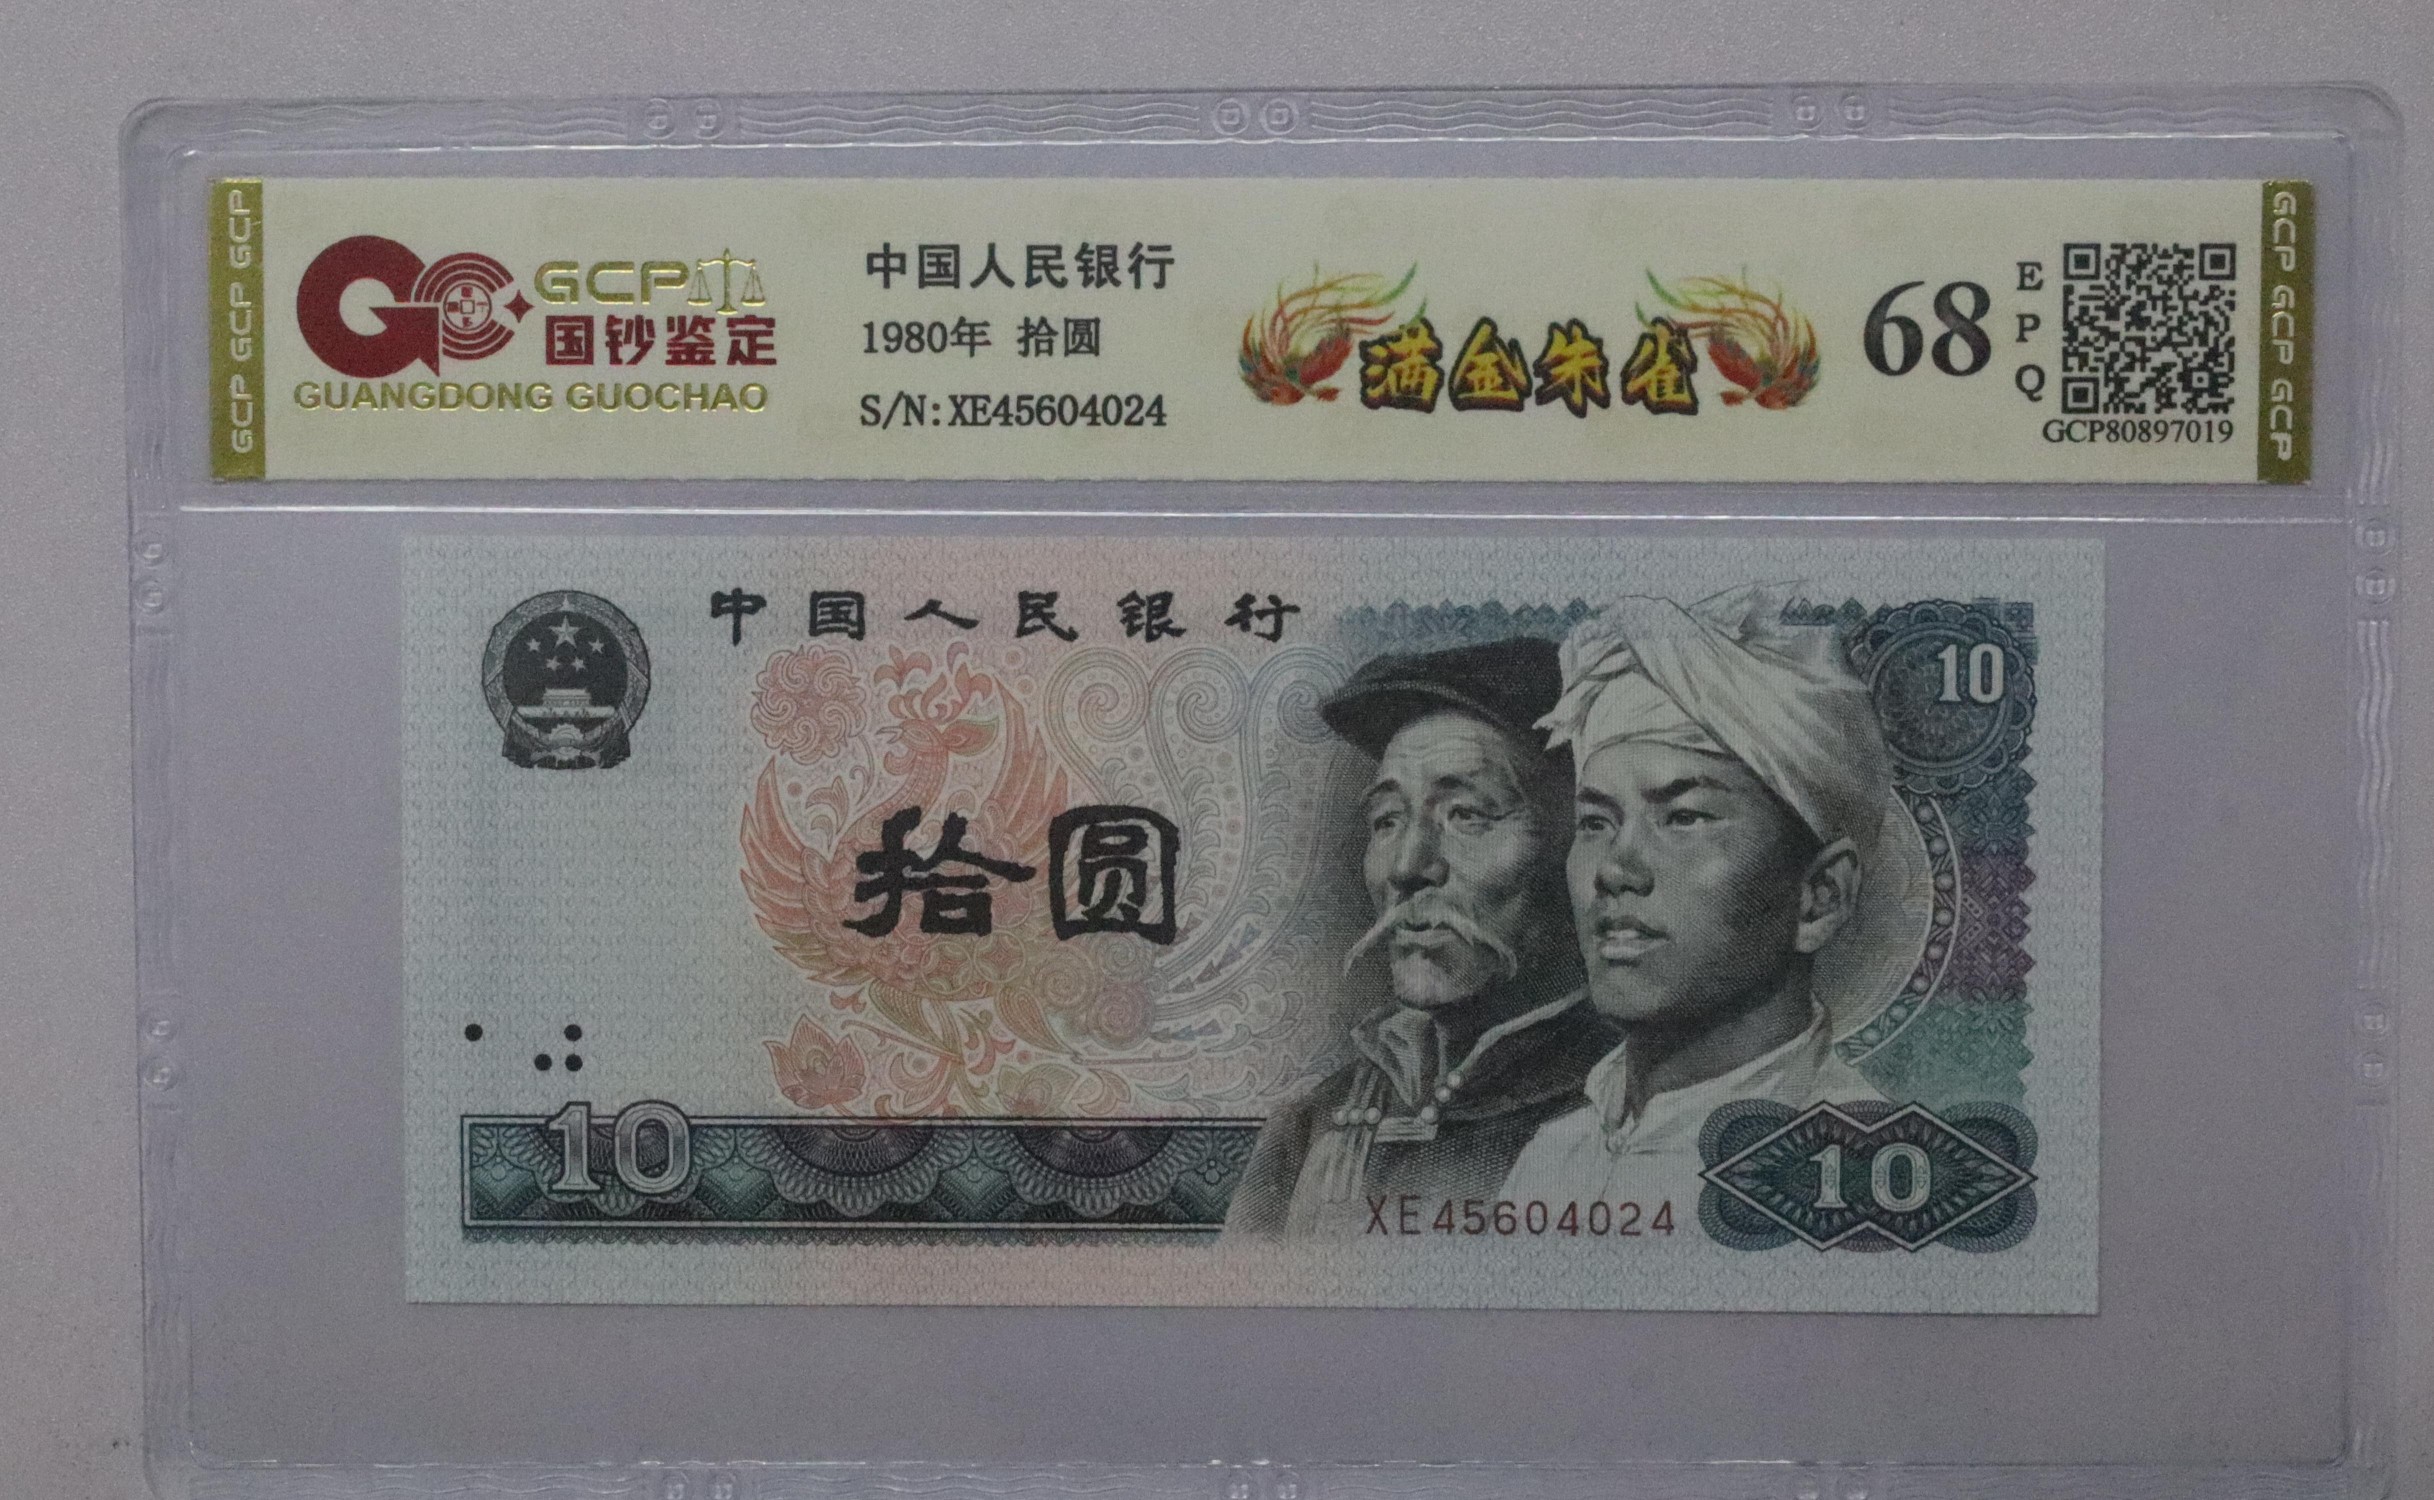 GCP GCP GCP
GCP
国钞鉴定
GUANGDONG GUOCHAO
中国人民银行
1980年 拾圆
S/N:XE45604024
满金朱雀
68
E
P
Q
GCP80897019
GCP GCP GCP
中国人民银行
10
拾圆
10
XE45604024
10